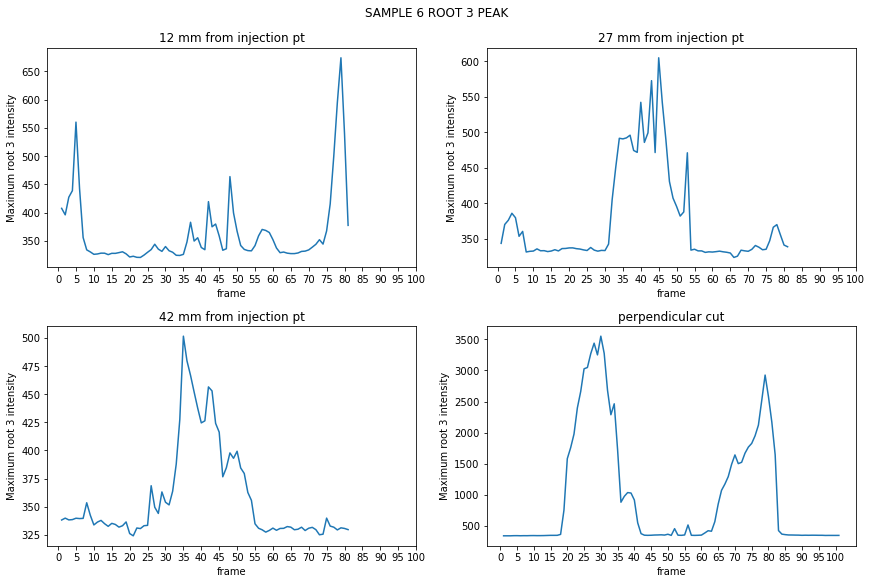 SAMPLE 6 ROOT 3 PEAK
12 mm from injection pt
Maximum root 3 intensity
650
600
550
500
450
400
350
0 5 10 15 20 25 30 35 40 45 50 55 60 65 70 75 80 85 90 95 100
frame
27 mm from injection pt
Maximum root 3 intensity
600
550
500
450
400
350
0 5 10 15 20 25 30 35 40 45 50 55 60 65 70 75 80 85 90 95 100
frame
42 mm from injection pt
Maximum root 3 intensity
500
475
450
425
400
375
350
325
0 5 10 15 20 25 30 35 40 45 50 55 60 65 70 75 80 85 90 95 100
frame
perpendicular cut
Maximum root 3 intensity
3500
3000
2500
2000
1500
1000
500
0 5 10 15 20 25 30 35 40 45 50 55 60 65 70 75 80 85 90 95 100
frame